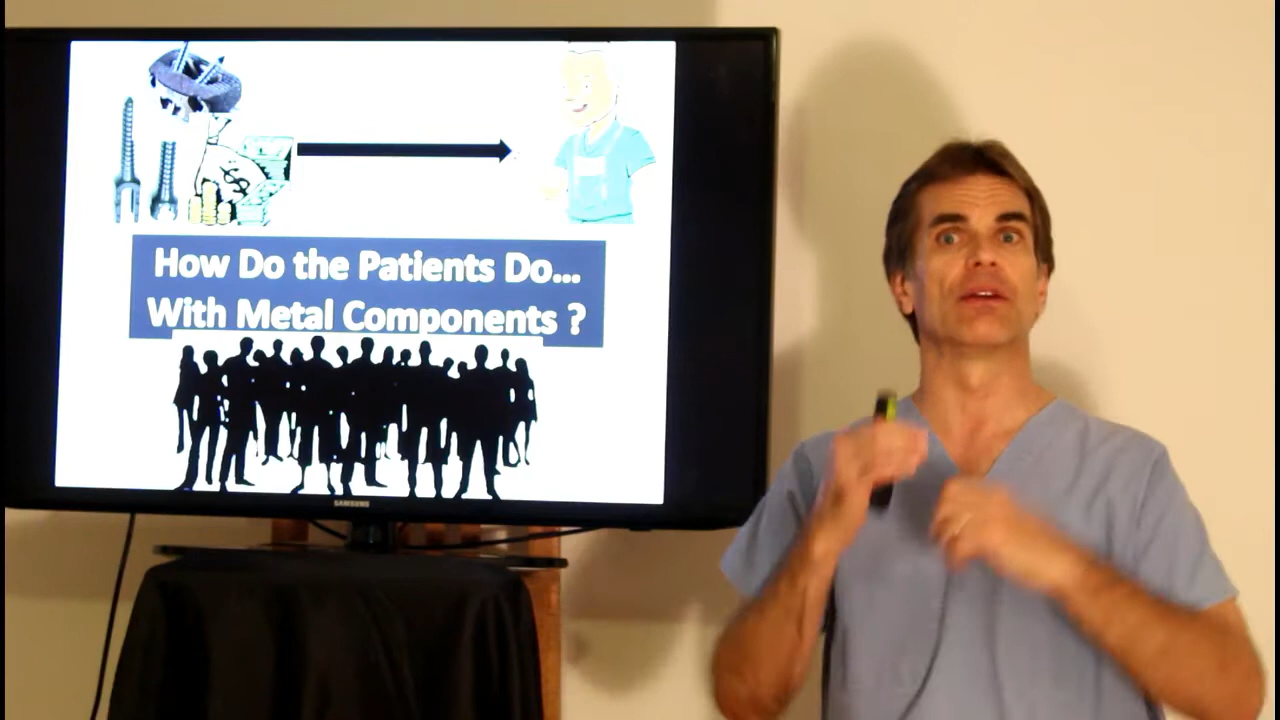 $
How Do the Patients Do...
With Metal Components ?
SAMSUNG